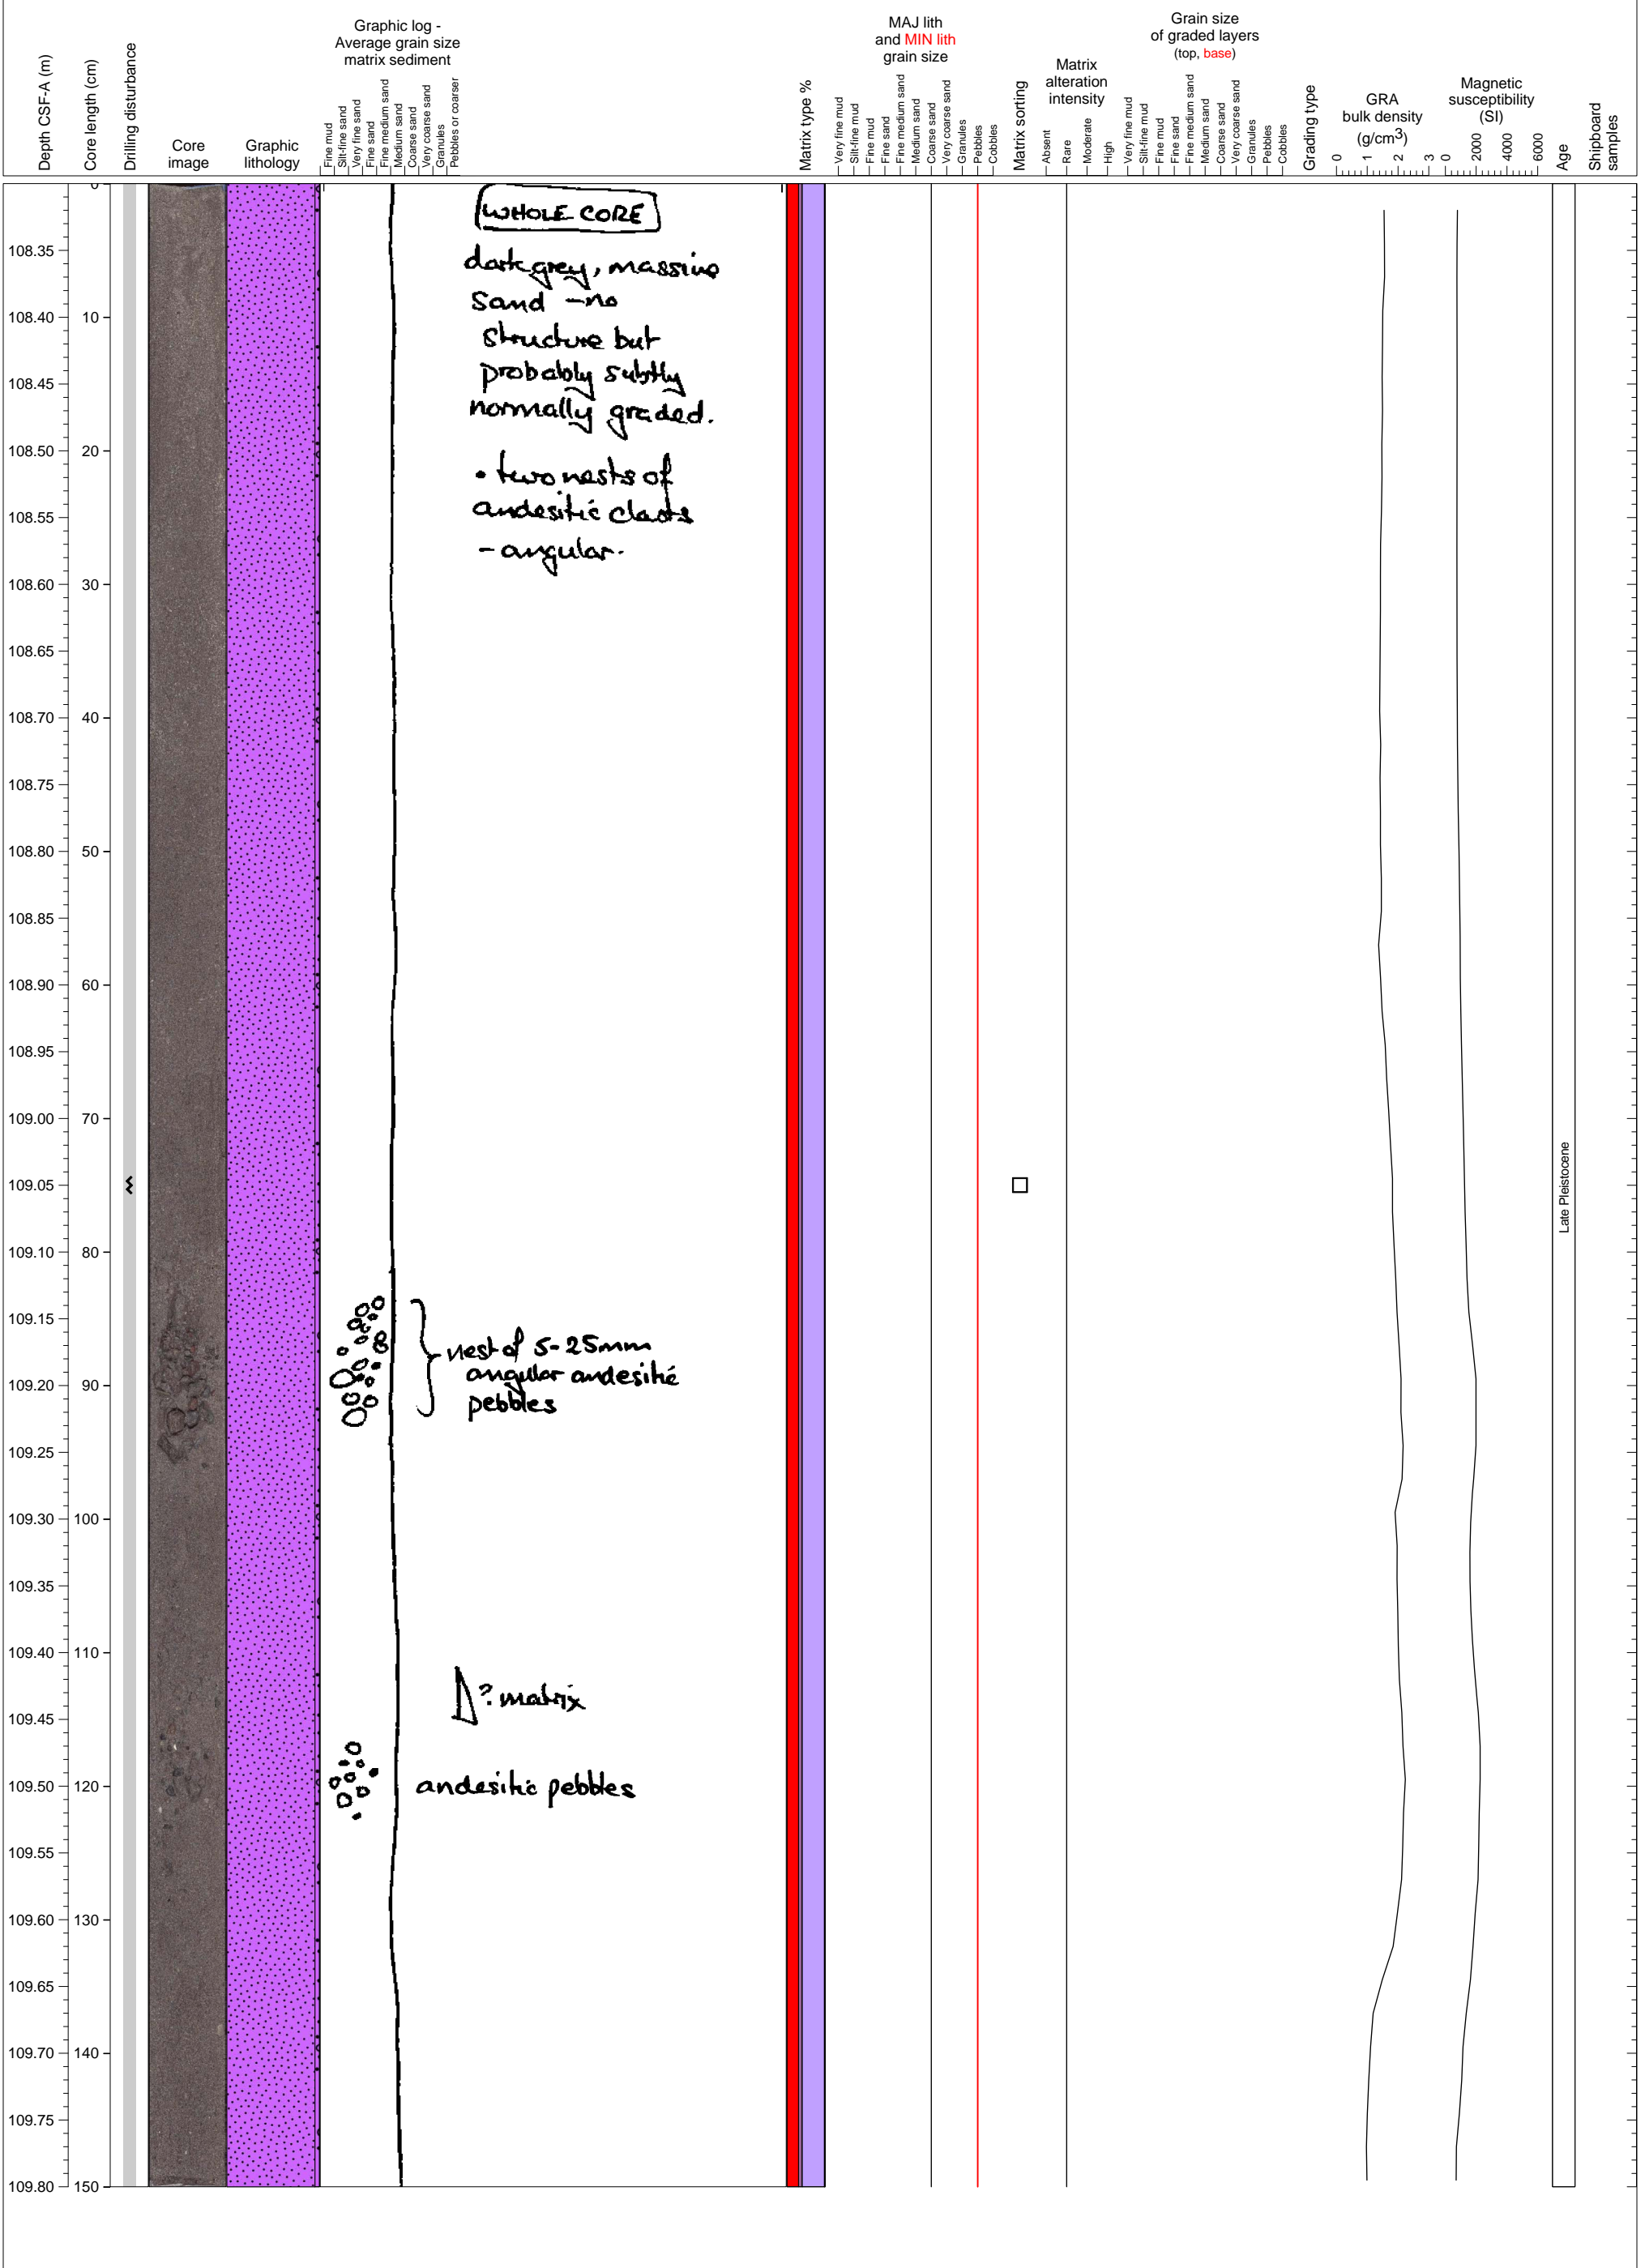 Depth CSF-A (m)
Core length (cm)
Drilling disturbance
Core
image
Graphic
lithology
Graphic log -
Average grain size
matrix sediment
Fine mud
Silt-fine sand
Very fine sand
Fine sand
Fine medium sand
Medium sand
Coarse sand
Very coarse sand
Granules
Pebbles or coarser
Matrix type %
MAJ lith
and MIN lith
grain size
Very fine mud
Silt-fine mud
Fine mud
Fine sand
Fine medium sand
Medium sand
Coarse sand
Very coarse sand
Granules
Pebbles
Cobbles
Matrix sorting
Matrix
alteration
intensity
Absent
Rare
Moderate
High
Grain size
of graded layers
(top, base)
Very fine mud
Silt-fine mud
Fine mud
Fine sand
Fine medium sand
Medium sand
Coarse sand
Very coarse sand
Granules
Pebbles
Cobbles
Grading type
GRA
bulk density
(g/cm3)
0 1 2 3
Magnetic
susceptibility
(SI)
0 2000 4000 6000
Age
Shipboard
samples
0
108.35
108.40 10
108.45
108.50 20
108.55
108.60 30
108.65
108.70 40
108.75
108.80 50
108.85
108.90 60
108.95
109.00 70
109.05
109.10 80
109.15
109.20 90
109.25
109.30 100
109.35
109.40 110
109.45
109.50 120
109.55
109.60 130
109.65
109.70 140
109.75
109.80 150
WHOLE CORE
dark grey, massive
sand - no
structure but
probably subtly
normally graded.
• two nests of
andesitic clasts
- angular.
nest of 5-25mm
angular andesitic
pebbles
? matrix
andesitic pebbles
Late Pleistocene